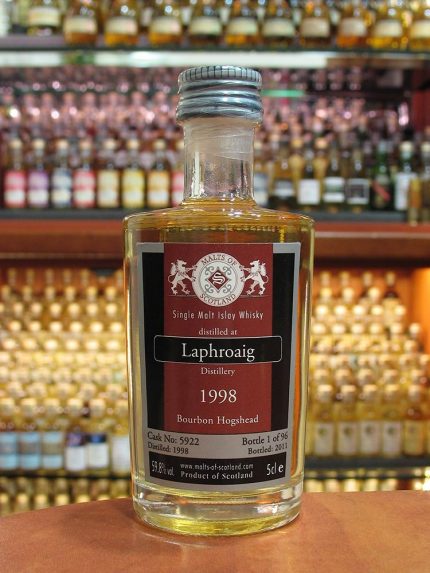 MALTS OF
S
SCOTLAND
Single Malt Islay Whisky
distilled at
Laphroaig
Distillery
1998
Bourbon Hogshead
Cask No: 5922 Bottle 1 of 96
Distilled: 1998 Bottled: 2011
59.8% vol. www.malts-of-scotland.com 5cl e
Product of Scotland